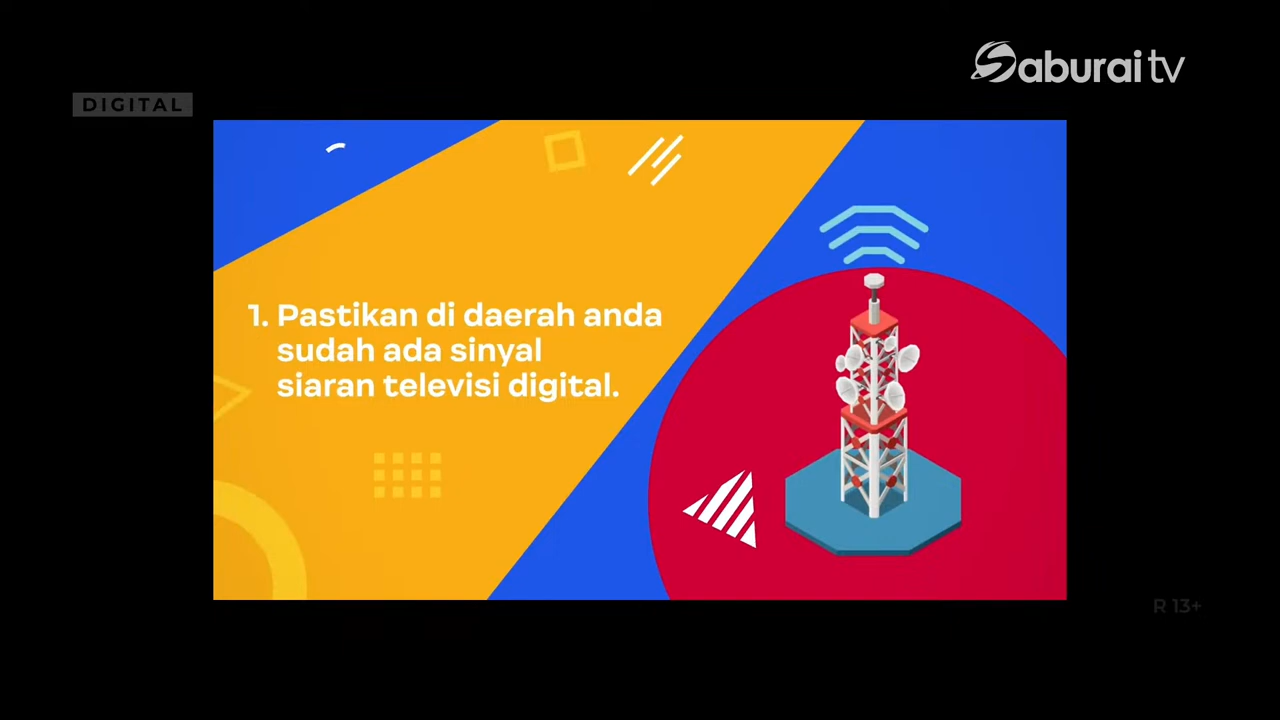 Saburai tv
DIGITAL
1. Pastikan di daerah anda
sudah ada sinyal
siaran televisi digital.
R 13+